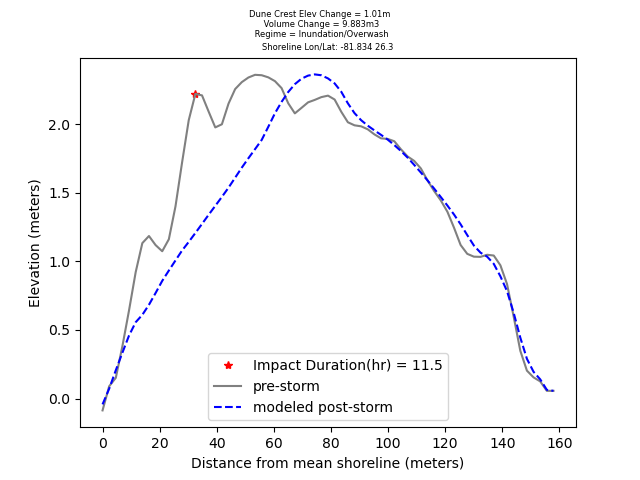 Dune Crest Elev Change = 1.01m
Volume Change = 9.883m3
Regime = Inundation/Overwash
Shoreline Lon/Lat: -81.834 26.3
Elevation (meters)
2.0
1.5
1.0
0.5
0.0
Impact Duration(hr) = 11.5
pre-storm
modeled post-storm
0 20 40 60 80 100 120 140 160
Distance from mean shoreline (meters)